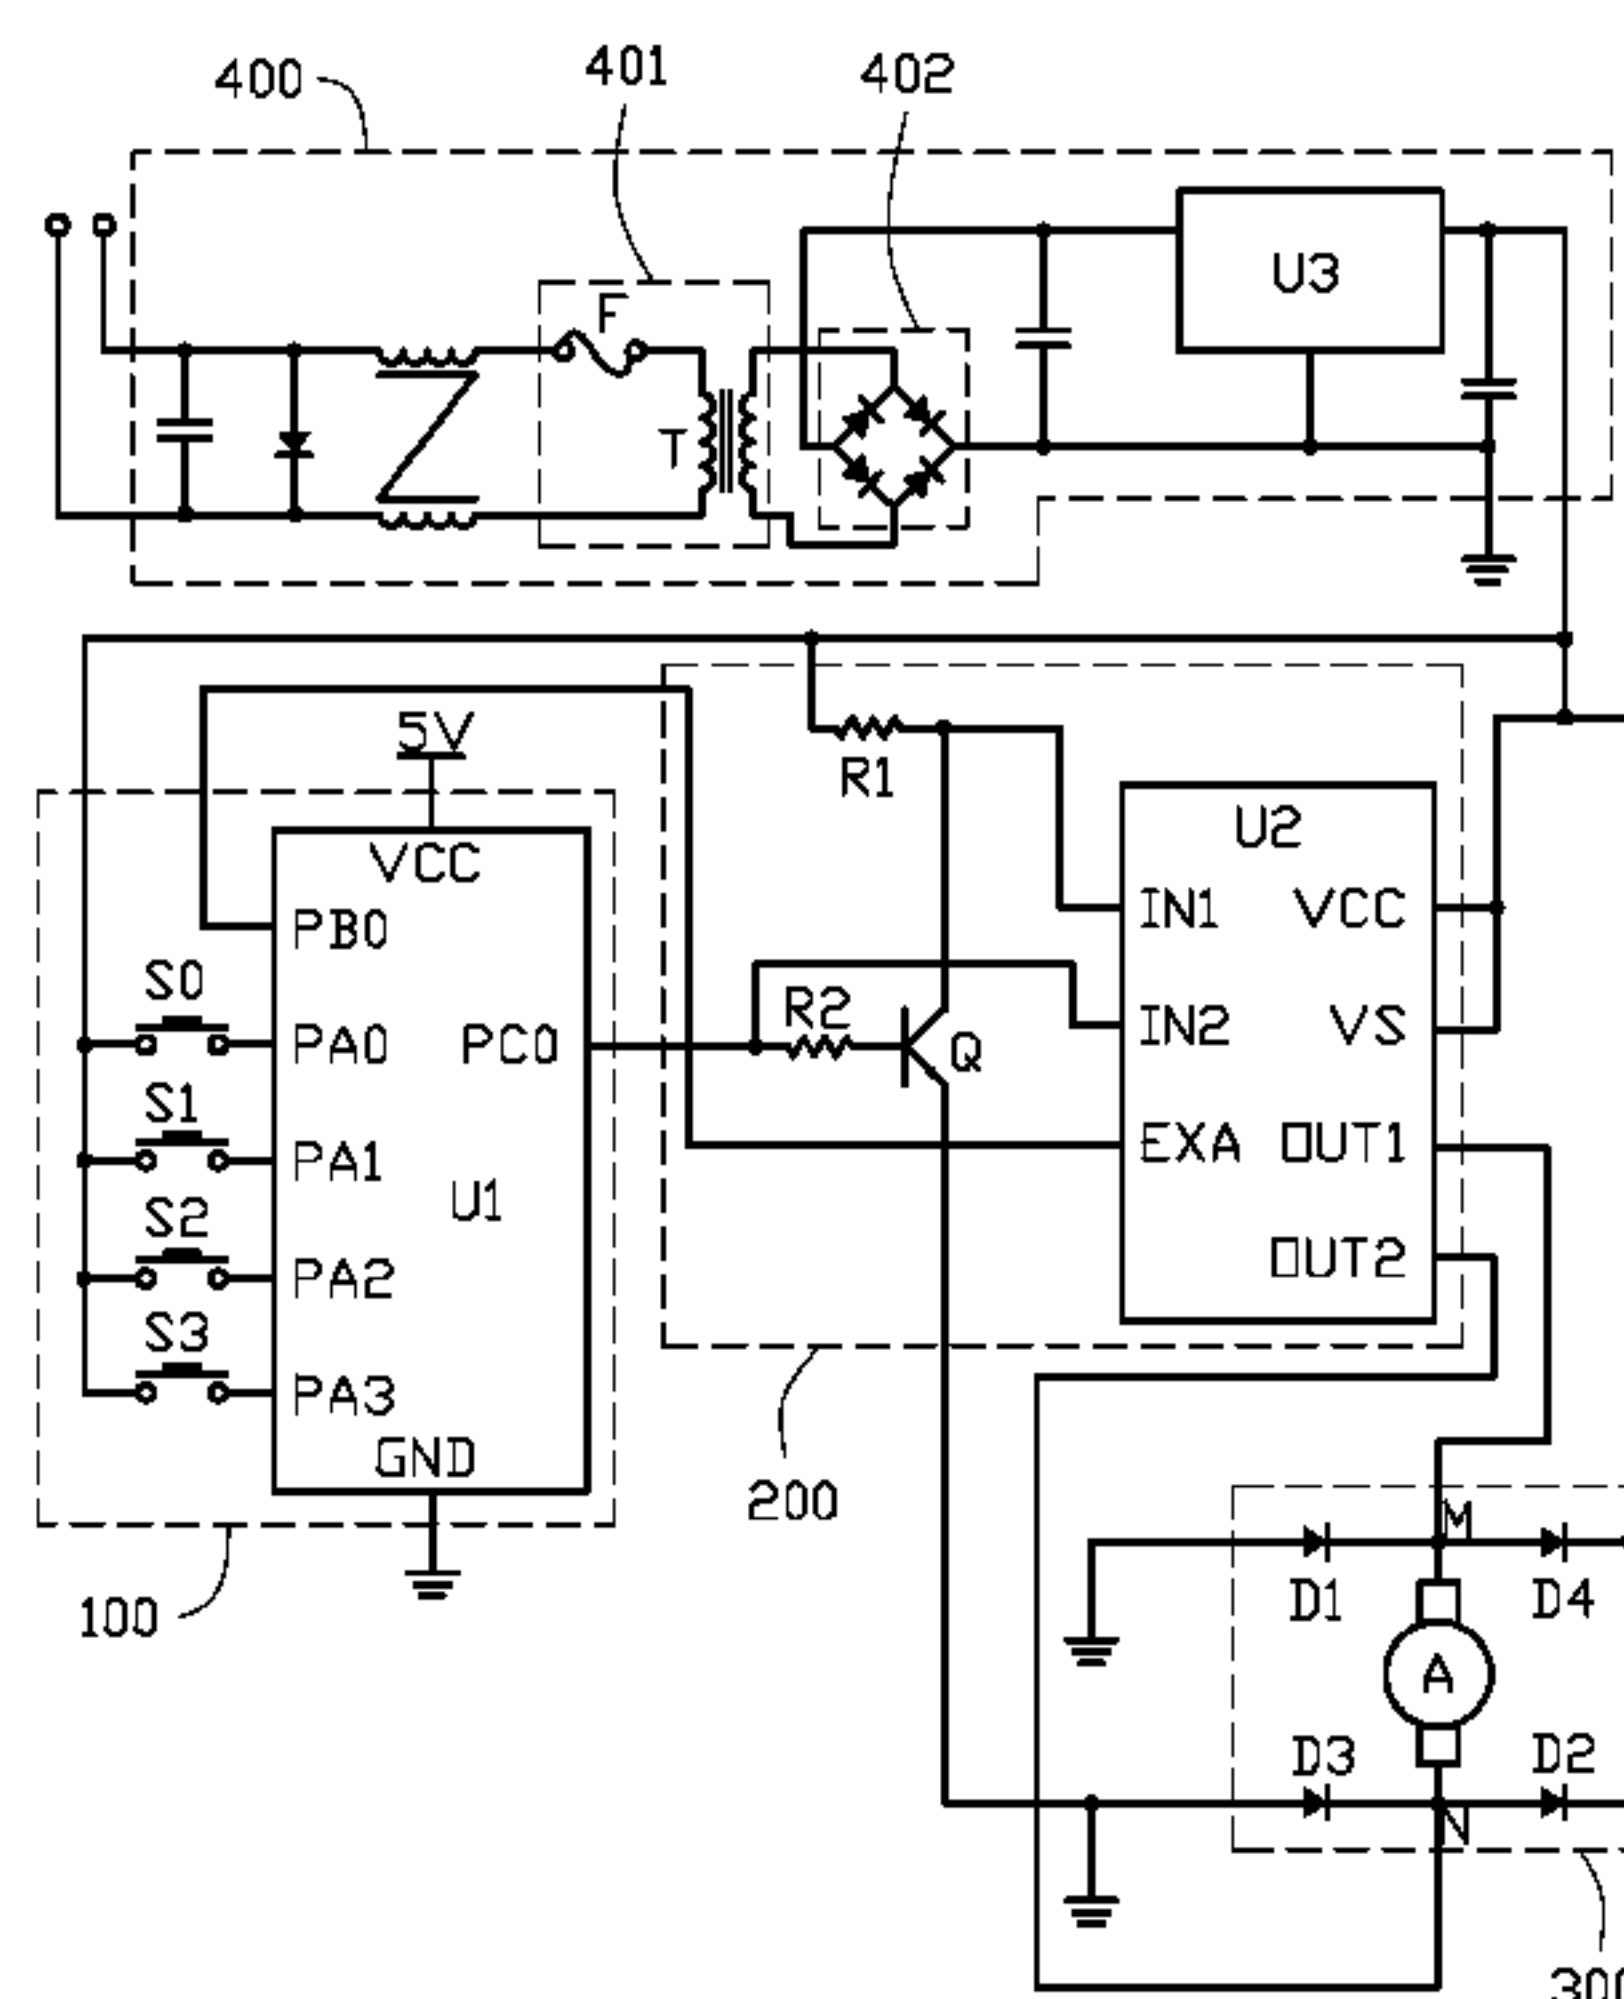 400
401
402
F
U3
T
5V
R1
U2
VCC
PB0
IN1
VCC
S0
R2
PA0
PC0
Q
IN2
VS
S1
PA1
EXA
OUT1
U1
S2
PA2
OUT2
S3
PA3
GND
200
M
100
D1
D4
A
D3
D2
N